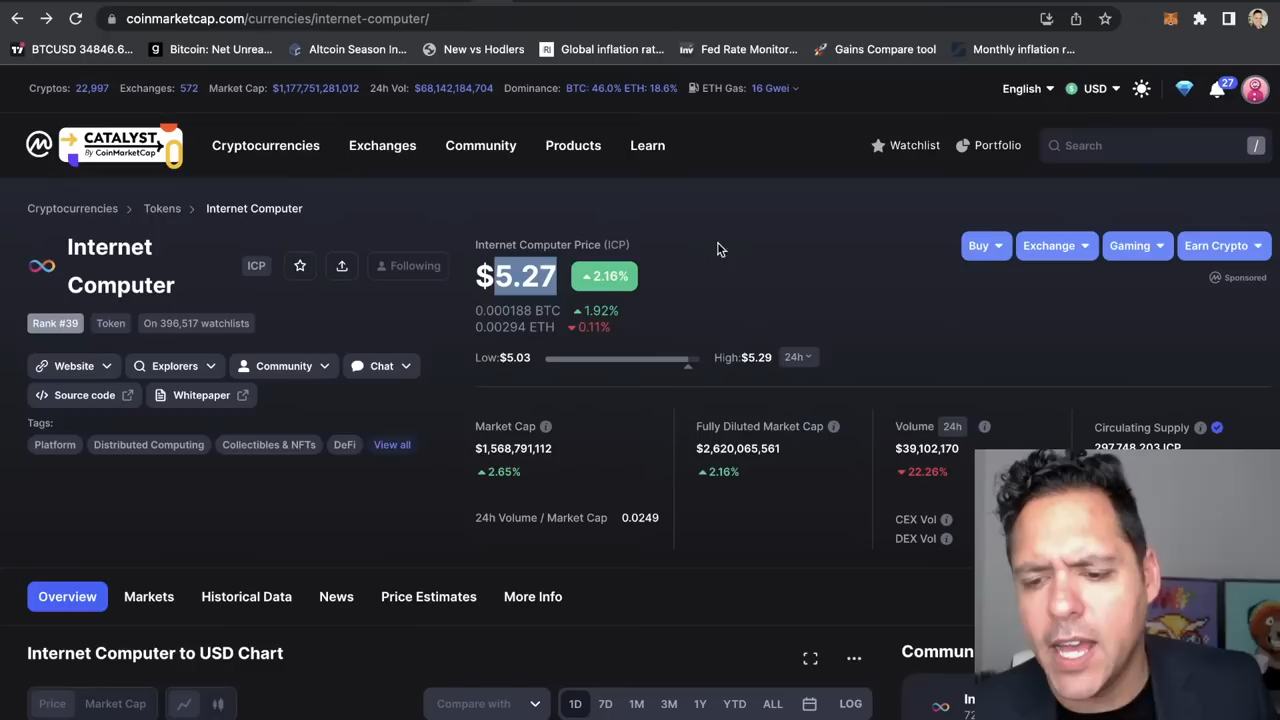 coinmarketcap.com/currencies/internet-computer/
BTCUSD 34846.6...
Bitcoin: Net Unrea...
Altcoin Season In...
New vs Hodlers
Global inflation rat...
Fed Rate Monitor...
Gains Compare tool
Monthly inflation r...
Cryptos: 22,997 Exchanges: 572 Market Cap: $1,177,751,281,012 24h Vol: $68,142,184,704 Dominance: BTC: 46.0% ETH: 18.6% ETH Gas: 16 Gwei
English USD 27
CATALYST
By CoinMarketCap
Cryptocurrencies Exchanges Community Products Learn
Watchlist Portfolio Search /
Cryptocurrencies > Tokens > Internet Computer
Internet
Computer
ICP
Following
Rank #39 Token On 396,517 watchlists
Website Explorers Community Chat
Source code Whitepaper
Tags:
Platform Distributed Computing Collectibles & NFTs DeFi View all
Internet Computer Price (ICP)
$5.27 2.16%
0.000188 BTC 1.92%
0.00294 ETH 0.11%
Low:$5.03 High:$5.29 24h
Buy Exchange Gaming Earn Crypto
Sponsored
Market Cap
$1,568,791,112
2.65%
24h Volume / Market Cap 0.0249
Fully Diluted Market Cap
$2,620,065,561
2.16%
Volume 24h
$39,102,170
22.26%
CEX Vol
DEX Vol
Circulating Supply
297,748,203 ICP
Overview Markets Historical Data News Price Estimates More Info
Internet Computer to USD Chart
Price Market Cap
Compare with
1D 7D 1M 3M 1Y YTD ALL LOG
Commun
In